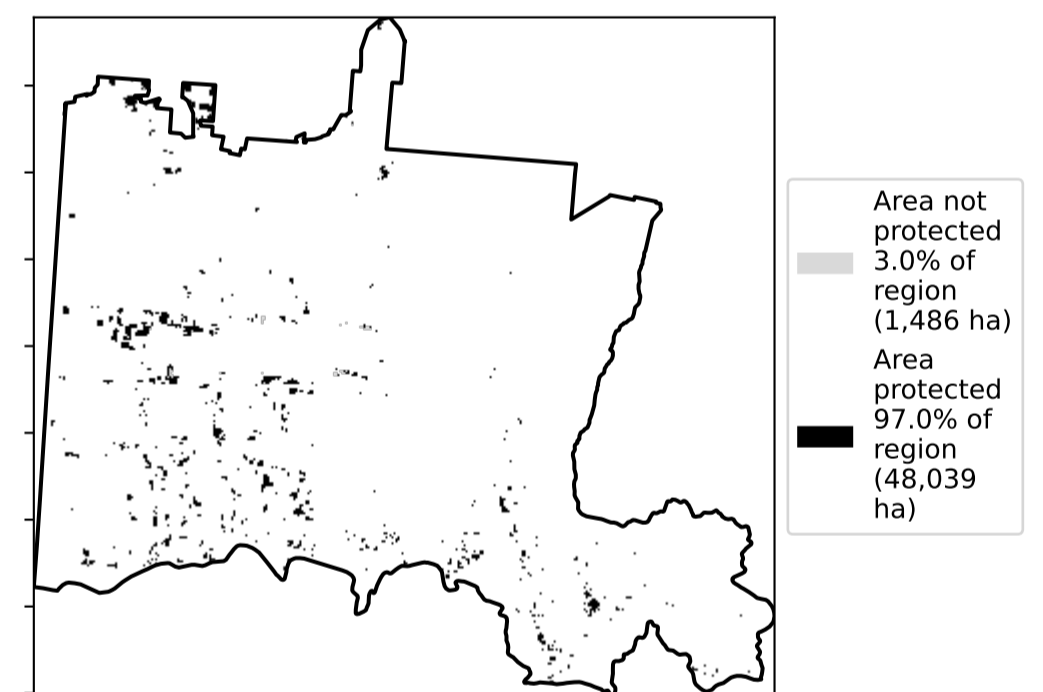 Area not
protected
3.0% of
region
(1,486 ha)
Area
protected
97.0% of
region
(48,039
ha)